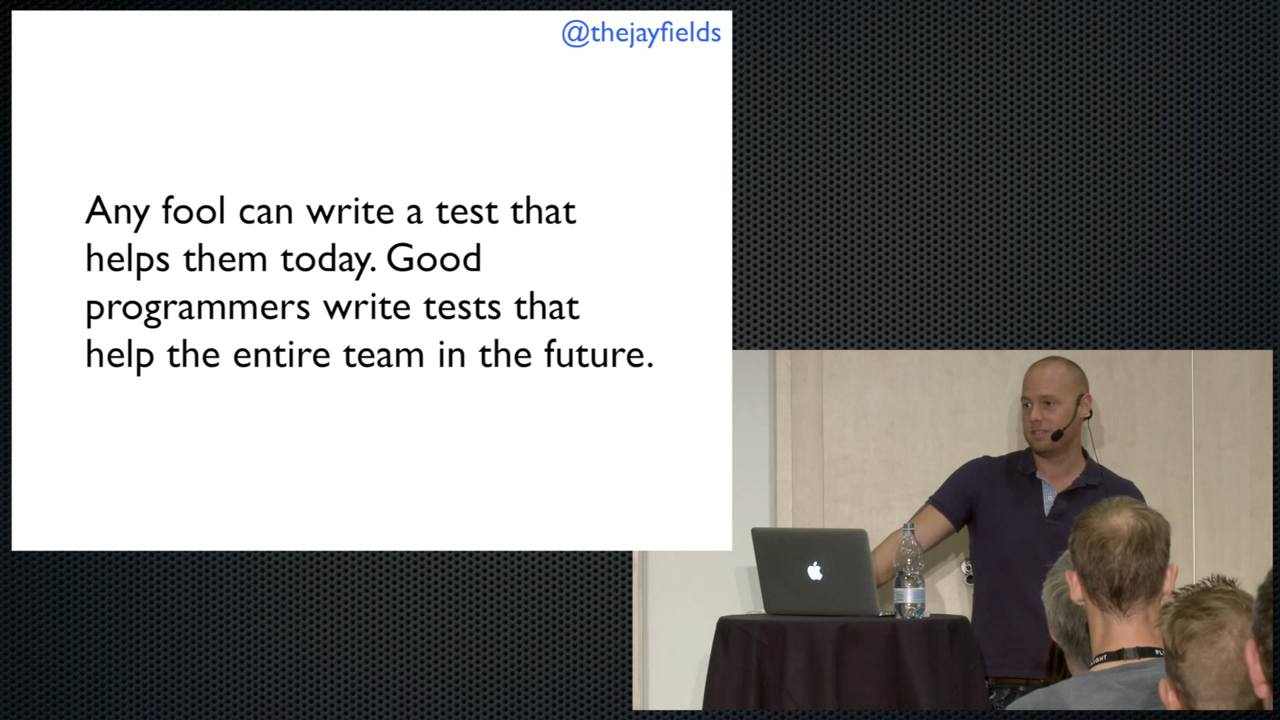 @thejayfields
Any fool can write a test that
helps them today. Good
programmers write tests that
help the entire team in the future.